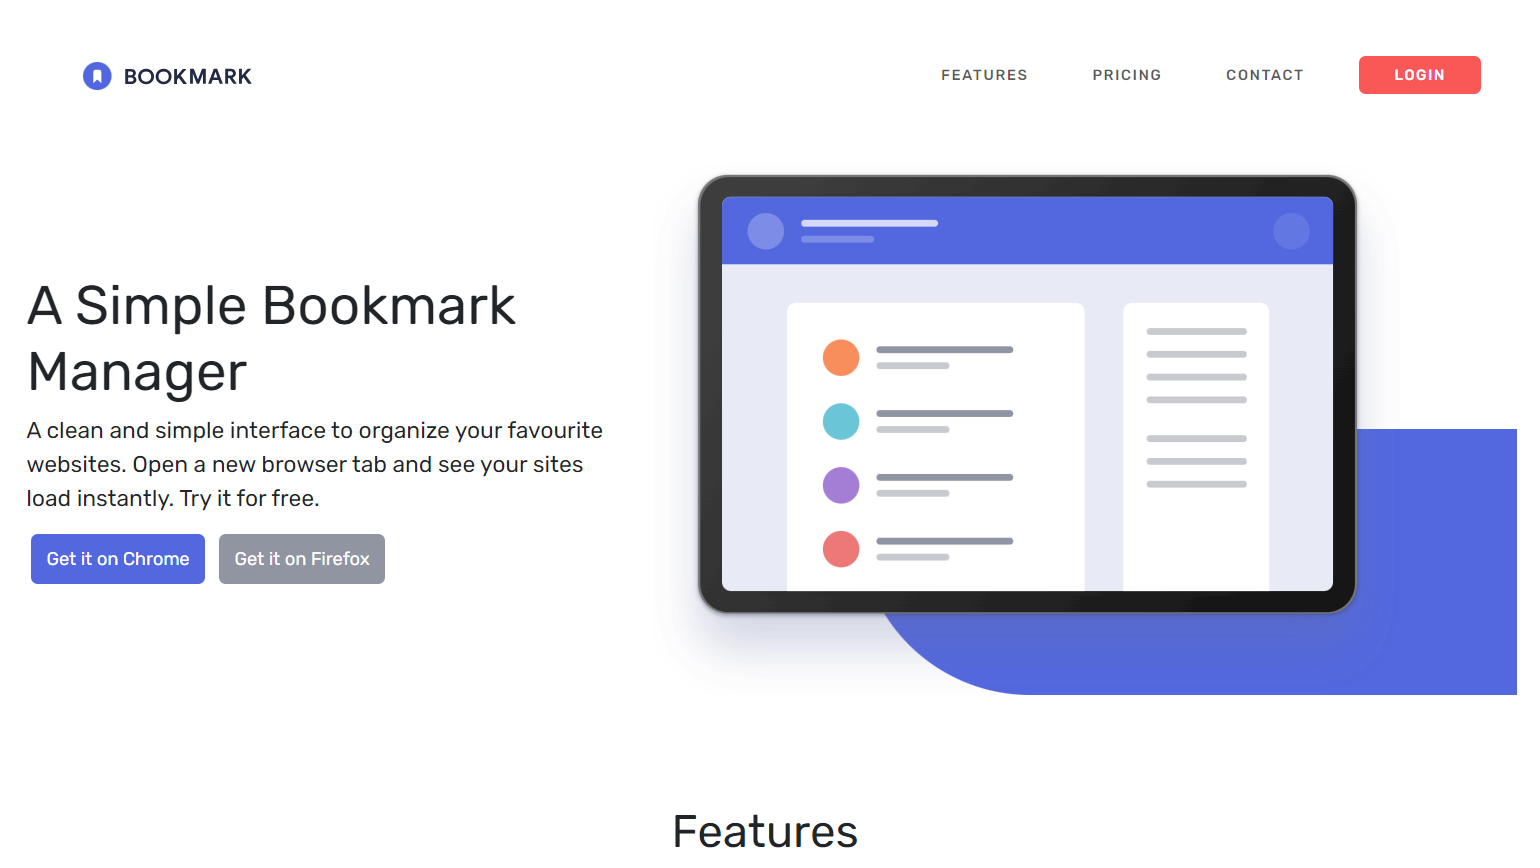 BOOKMARK
FEATURES
PRICING
CONTACT
LOGIN
A Simple Bookmark
Manager
A clean and simple interface to organize your favourite
websites. Open a new browser tab and see your sites
load instantly. Try it for free.
Get it on Chrome
Get it on Firefox
Features